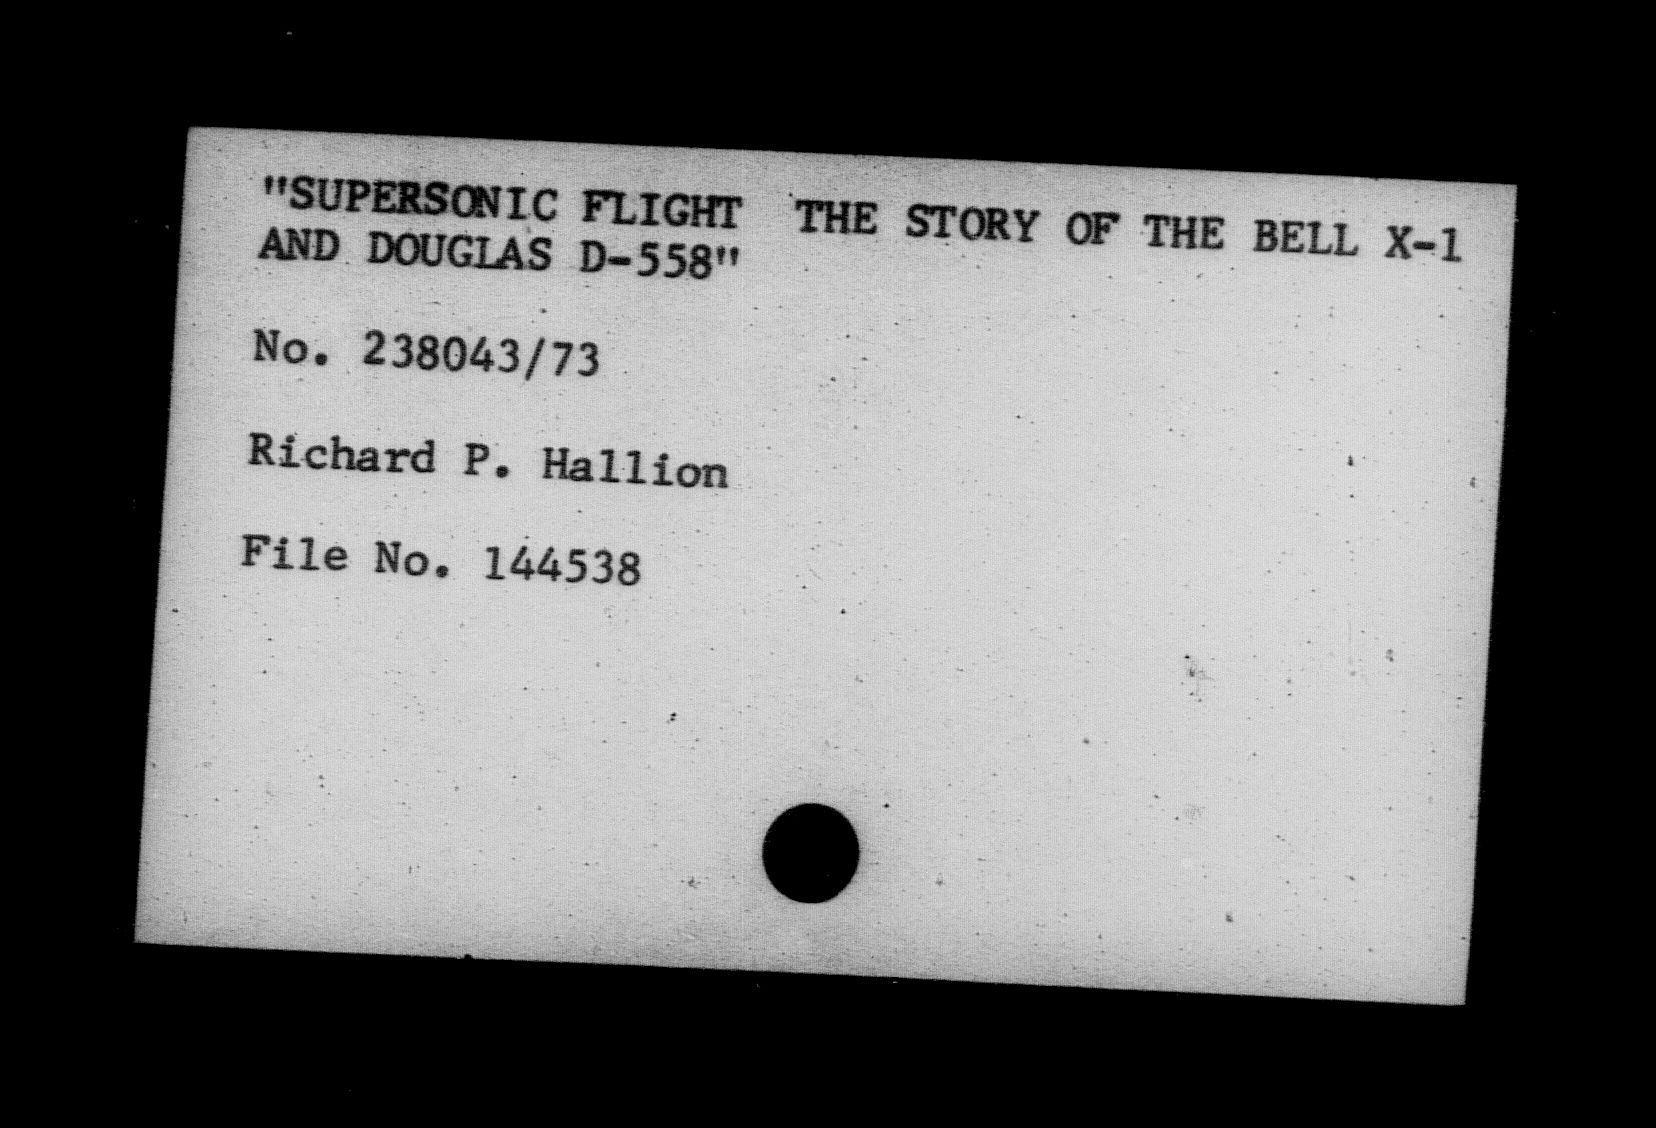 "SUPERSONIC FLIGHT  THE STORY OF THE BELL X-1
AND DOUGLAS D-558"
No. 238043/73
Richard P. Hallion
File No. 144538